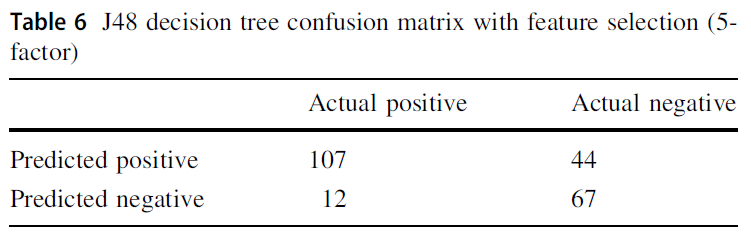 Table 6 J48 decision tree confusion matrix with feature selection (5-
factor)
Actual positive Actual negative
Predicted positive 107 44
Predicted negative 12 67